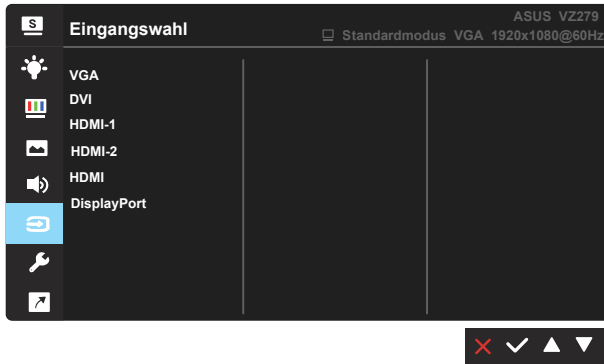 S
Eingangswahl
ASUS VZ279
Standardmodus VGA 1920x1080@60Hz
VGA
DVI
HDMI-1
HDMI-2
HDMI
DisplayPort